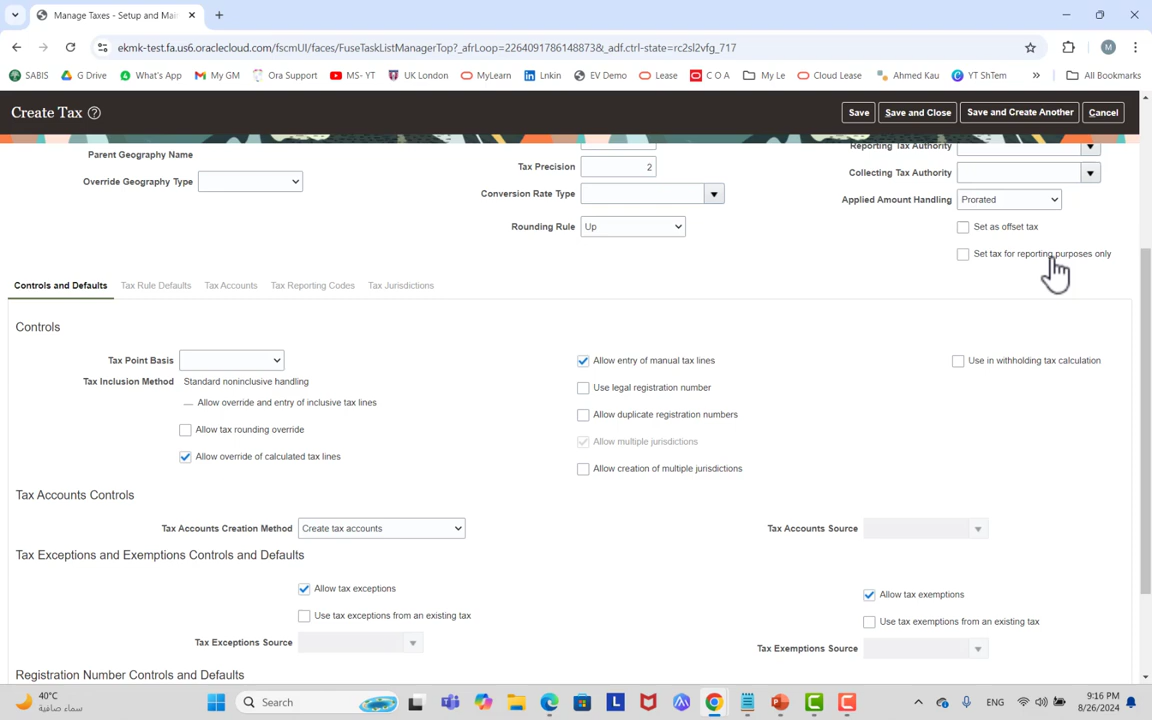 Manage Taxes - Setup and Main
ekmk-test.fa.us6.oraclecloud.com/fscmUI/faces/FuseTaskListManagerTop?_afrLoop=2264091786148873&_adf.ctrl-state=rc2sl2vfg_717
M
SABIS G Drive What's App My GM Ora Support MS- YT UK London MyLearn Lnkin EV Demo Lease C O A My Le Cloud Lease Ahmed Kau YT ShTem » All Bookmarks
Create Tax Save Save and Close Save and Create Another Cancel
Parent Geography Name
Override Geography Type
Tax Precision 2
Conversion Rate Type
Rounding Rule Up
Reporting Tax Authority
Collecting Tax Authority
Applied Amount Handling Prorated
Set as offset tax
Set tax for reporting purposes only
Controls and Defaults Tax Rule Defaults Tax Accounts Tax Reporting Codes Tax Jurisdictions
Controls
Tax Point Basis
Tax Inclusion Method Standard noninclusive handling
Allow override and entry of inclusive tax lines
Allow tax rounding override
Allow override of calculated tax lines
Allow entry of manual tax lines
Use legal registration number
Allow duplicate registration numbers
Allow multiple jurisdictions
Allow creation of multiple jurisdictions
Use in withholding tax calculation
Tax Accounts Controls
Tax Accounts Creation Method Create tax accounts
Tax Accounts Source
Tax Exceptions and Exemptions Controls and Defaults
Allow tax exceptions
Use tax exceptions from an existing tax
Tax Exceptions Source
Allow tax exemptions
Use tax exemptions from an existing tax
Tax Exemptions Source
Registration Number Controls and Defaults
40°C
سماء صافية
Search
ENG
9:16 PM
8/26/2024